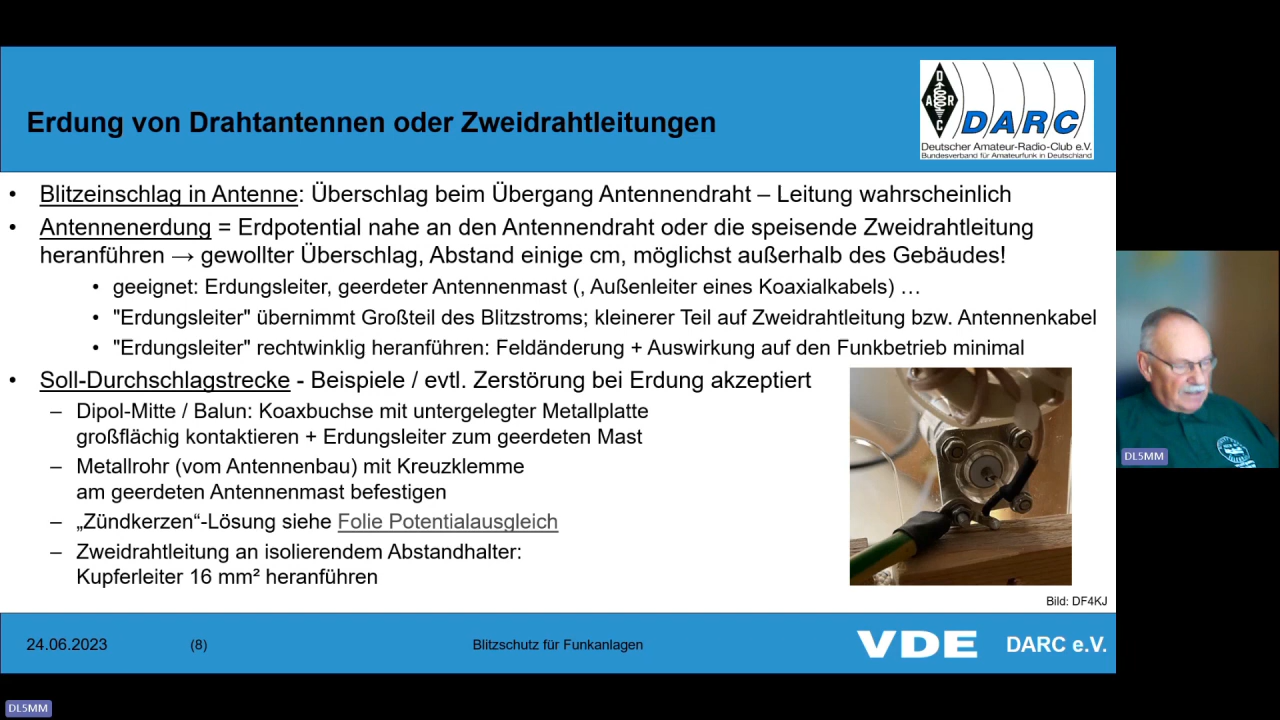 Erdung von Drahtantennen oder Zweidrahtleitungen
D
A R
C
DARC
Deutscher Amateur-Radio-Club e.V.
Bundesverband für Amateurfunk in Deutschland
• Blitzeinschlag in Antenne: Überschlag beim Übergang Antennendraht – Leitung wahrscheinlich
• Antennenerdung = Erdpotential nahe an den Antennendraht oder die speisende Zweidrahtleitung
heranführen → gewollter Überschlag, Abstand einige cm, möglichst außerhalb des Gebäudes!
• geeignet: Erdungsleiter, geerdeter Antennenmast (, Außenleiter eines Koaxialkabels) …
• "Erdungsleiter" übernimmt Großteil des Blitzstroms; kleinerer Teil auf Zweidrahtleitung bzw. Antennenkabel
• "Erdungsleiter" rechtwinklig heranführen: Feldänderung + Auswirkung auf den Funkbetrieb minimal
• Soll-Durchschlagstrecke - Beispiele / evtl. Zerstörung bei Erdung akzeptiert
– Dipol-Mitte / Balun: Koaxbuchse mit untergelegter Metallplatte
großflächig kontaktieren + Erdungsleiter zum geerdeten Mast
– Metallrohr (vom Antennenbau) mit Kreuzklemme
am geerdeten Antennenmast befestigen
– „Zündkerzen“-Lösung siehe Folie Potentialausgleich
– Zweidrahtleitung an isolierendem Abstandhalter:
Kupferleiter 16 mm² heranführen
Bild: DF4KJ
24.06.2023 (8) Blitzschutz für Funkanlagen VDE DARC e.V.
DL5MM
DL5MM